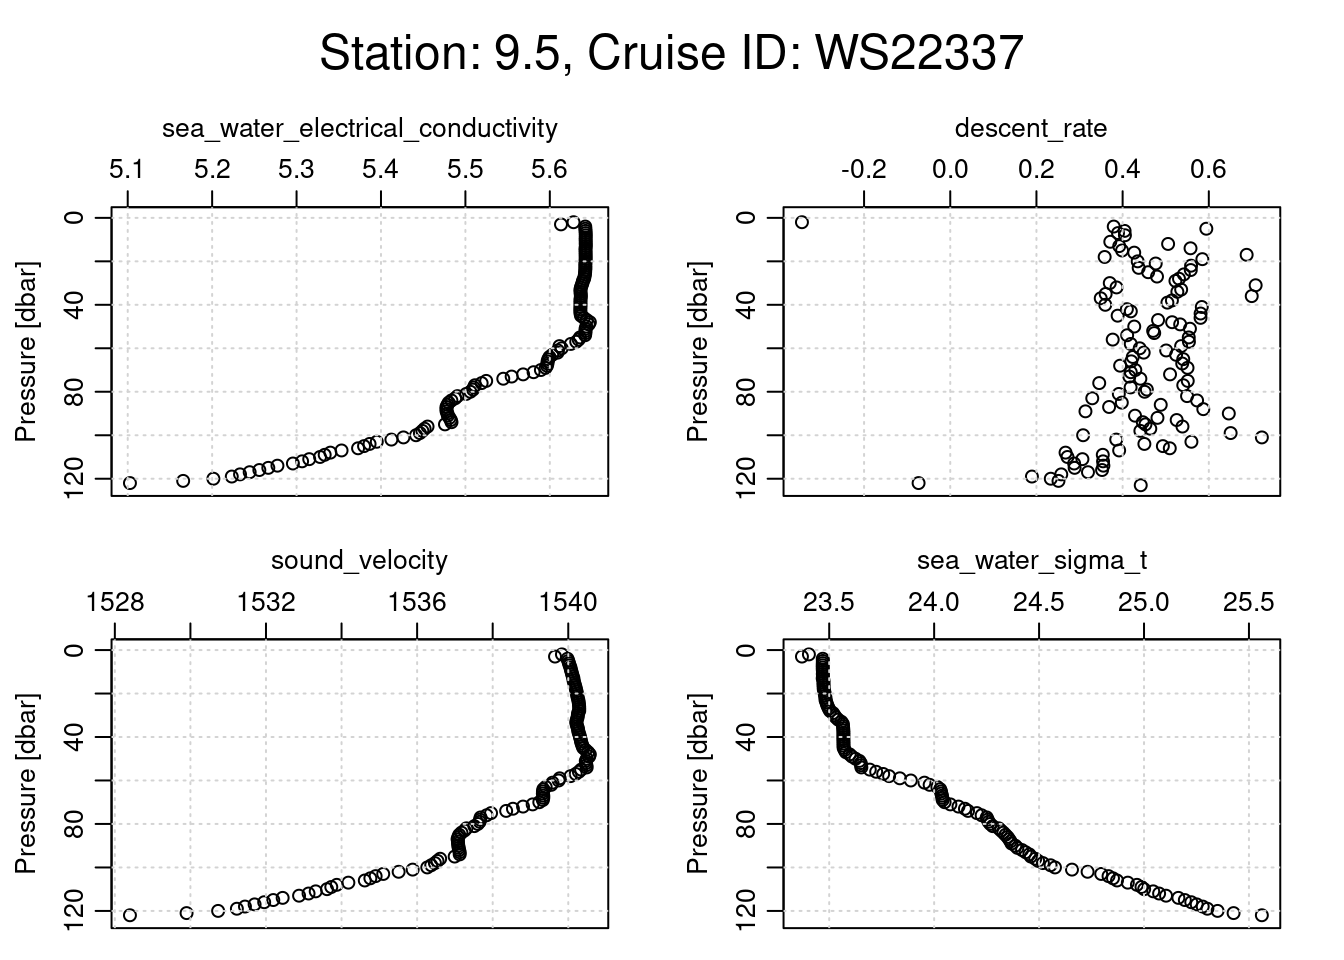 Station: 9.5, Cruise ID: WS22337
sea_water_electrical_conductivity
5.1 5.2 5.3 5.4 5.5 5.6
Pressure [dbar]
0
40
80
120
descent_rate
-0.2 0.0 0.2 0.4 0.6
Pressure [dbar]
0
40
80
120
sound_velocity
1528 1532 1536 1540
Pressure [dbar]
0
40
80
120
sea_water_sigma_t
23.5 24.0 24.5 25.0 25.5
Pressure [dbar]
0
40
80
120